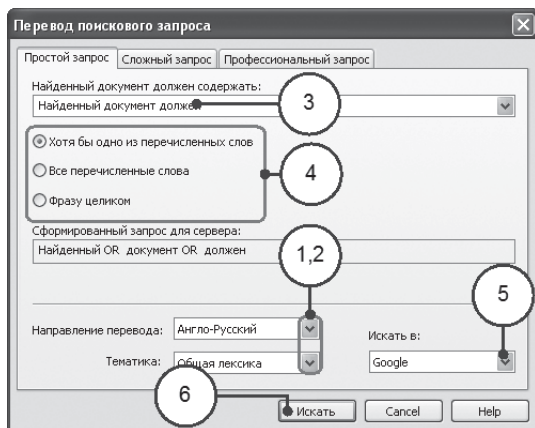 Перевод поискового запроса
Простой запрос Сложный запрос Профессиональный запрос
Найденный документ должен содержать:
Найденный документ должен
3
Хотя бы одно из перечисленных слов
Все перечисленные слова
4
Фразу целиком
Сформированный запрос для сервера:
Найденный OR документ OR должен
1,2
5
Направление перевода: Англо-Русский
Искать в:
Тематика: Общая лексика
Google
6
Искать Cancel Help